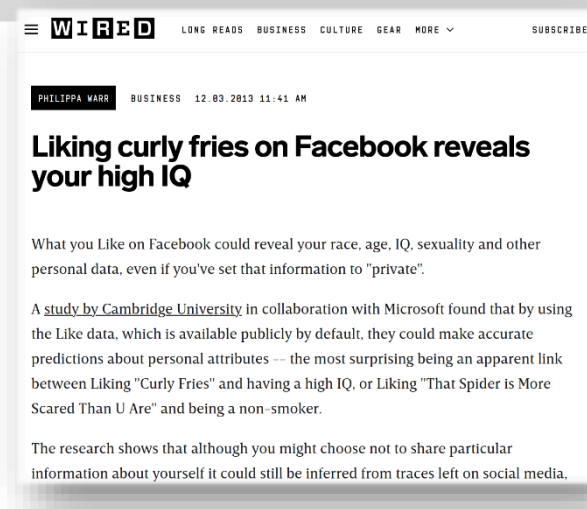 WIRED LONG READS BUSINESS CULTURE GEAR MORE SUBSCRIBE
PHILIPPA WARR BUSINESS 12.03.2013 11:41 AM
Liking curly fries on Facebook reveals
your high IQ
What you Like on Facebook could reveal your race, age, IQ, sexuality and other
personal data, even if you've set that information to "private".
A study by Cambridge University in collaboration with Microsoft found that by using
the Like data, which is available publicly by default, they could make accurate
predictions about personal attributes -- the most surprising being an apparent link
between Liking "Curly Fries" and having a high IQ, or Liking "That Spider is More
Scared Than U Are" and being a non-smoker.
The research shows that although you might choose not to share particular
information about yourself it could still be inferred from traces left on social media,